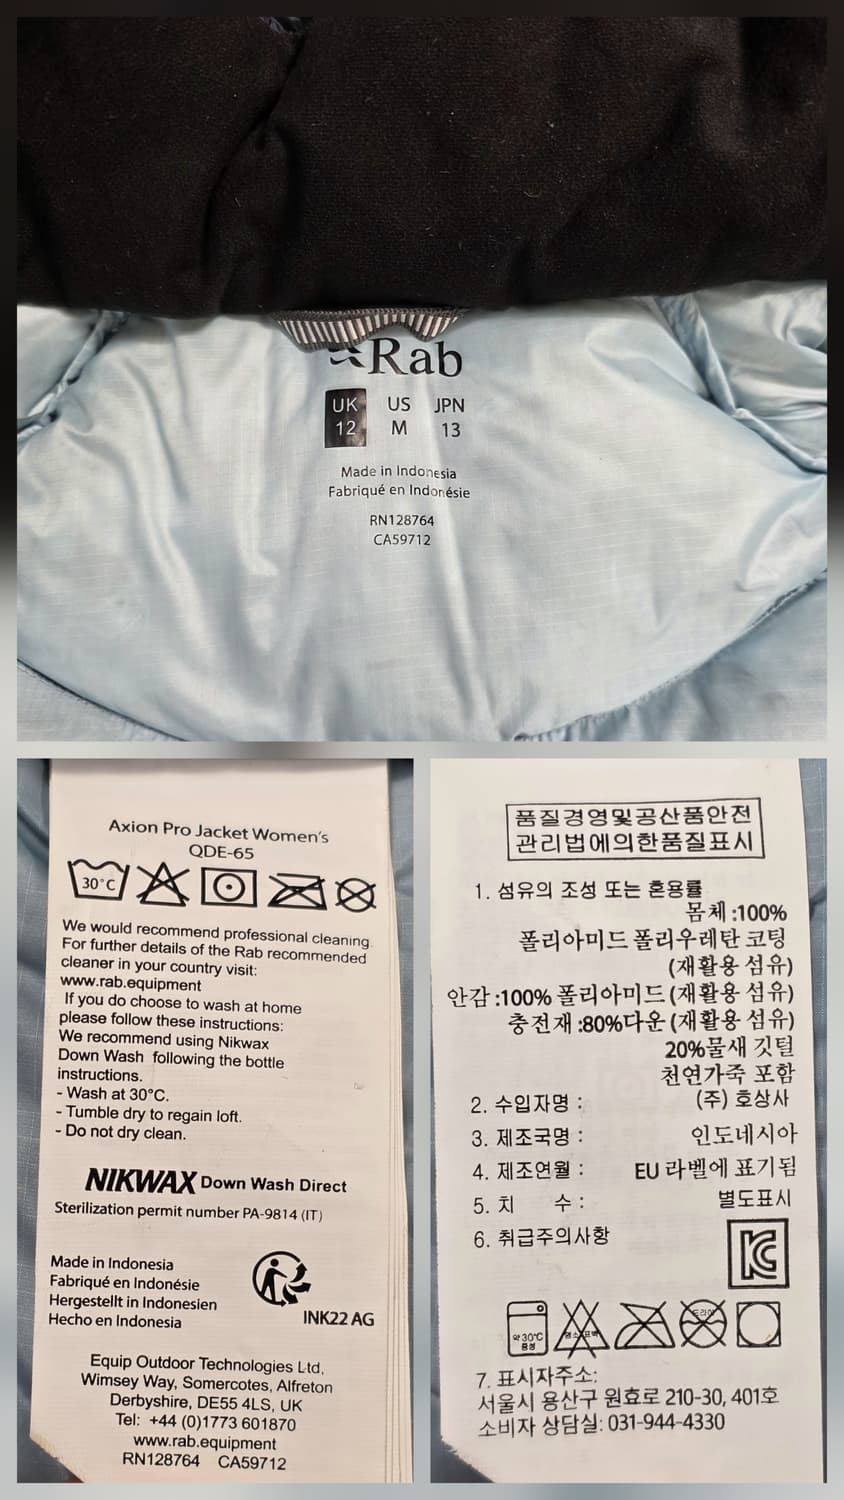 Rab
UK US JPN
12 M 13
Made in Indonesia
Fabriqué en Indonésie
RN128764
CA59712
Axion Pro Jacket Women's
QDE-65
30°C
We would recommend professional cleaning.
For further details of the Rab recommended
cleaner in your country visit:
www.rab.equipment
If you do choose to wash at home
please follow these instructions:
We recommend using Nikwax
Down Wash following the bottle
instructions.
- Wash at 30°C.
- Tumble dry to regain loft.
- Do not dry clean.
NIKWAX Down Wash Direct
Sterilization permit number PA-9814 (IT)
Made in Indonesia
Fabriqué en Indonésie
Hergestellt in Indonesien
Hecho en Indonesia
INK22 AG
Equip Outdoor Technologies Ltd,
Wimsey Way, Somercotes, Alfreton
Derbyshire, DE55 4LS, UK
Tel: +44 (0)1773 601870
www.rab.equipment
RN128764 CA59712
품질경영및공산품안전
관리법에의한품질표시
1. 섬유의 조성 또는 혼용률
몸체:100%
폴리아미드 폴리우레탄 코팅
(재활용 섬유)
안감:100% 폴리아미드(재활용 섬유)
충전재:80%다운(재활용 섬유)
20%물새 깃털
천연가죽 포함
2. 수입자명 : (주) 호상사
3. 제조국명 : 인도네시아
4. 제조연월 : EU 라벨에 표기됨
5. 치 수 : 별도표시
6. 취급주의사항
약 30°C
중성
염소표백
드라이
7. 표시자주소:
서울시 용산구 원효로 210-30, 401호
소비자 상담실: 031-944-4330